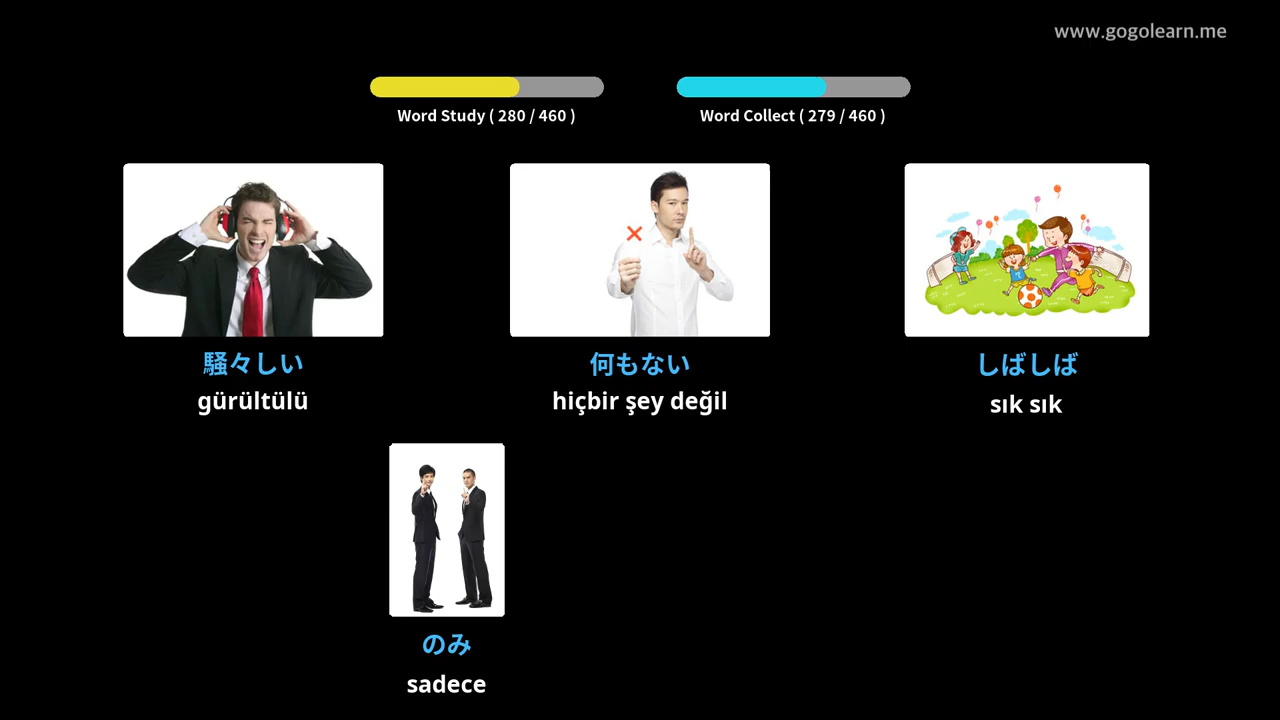 www.gogolearn.me
Word Study ( 280 / 460 )
Word Collect ( 279 / 460 )
騒々しい
gürültülü
何もない
hiçbir şey değil
しばしば
sık sık
のみ
sadece